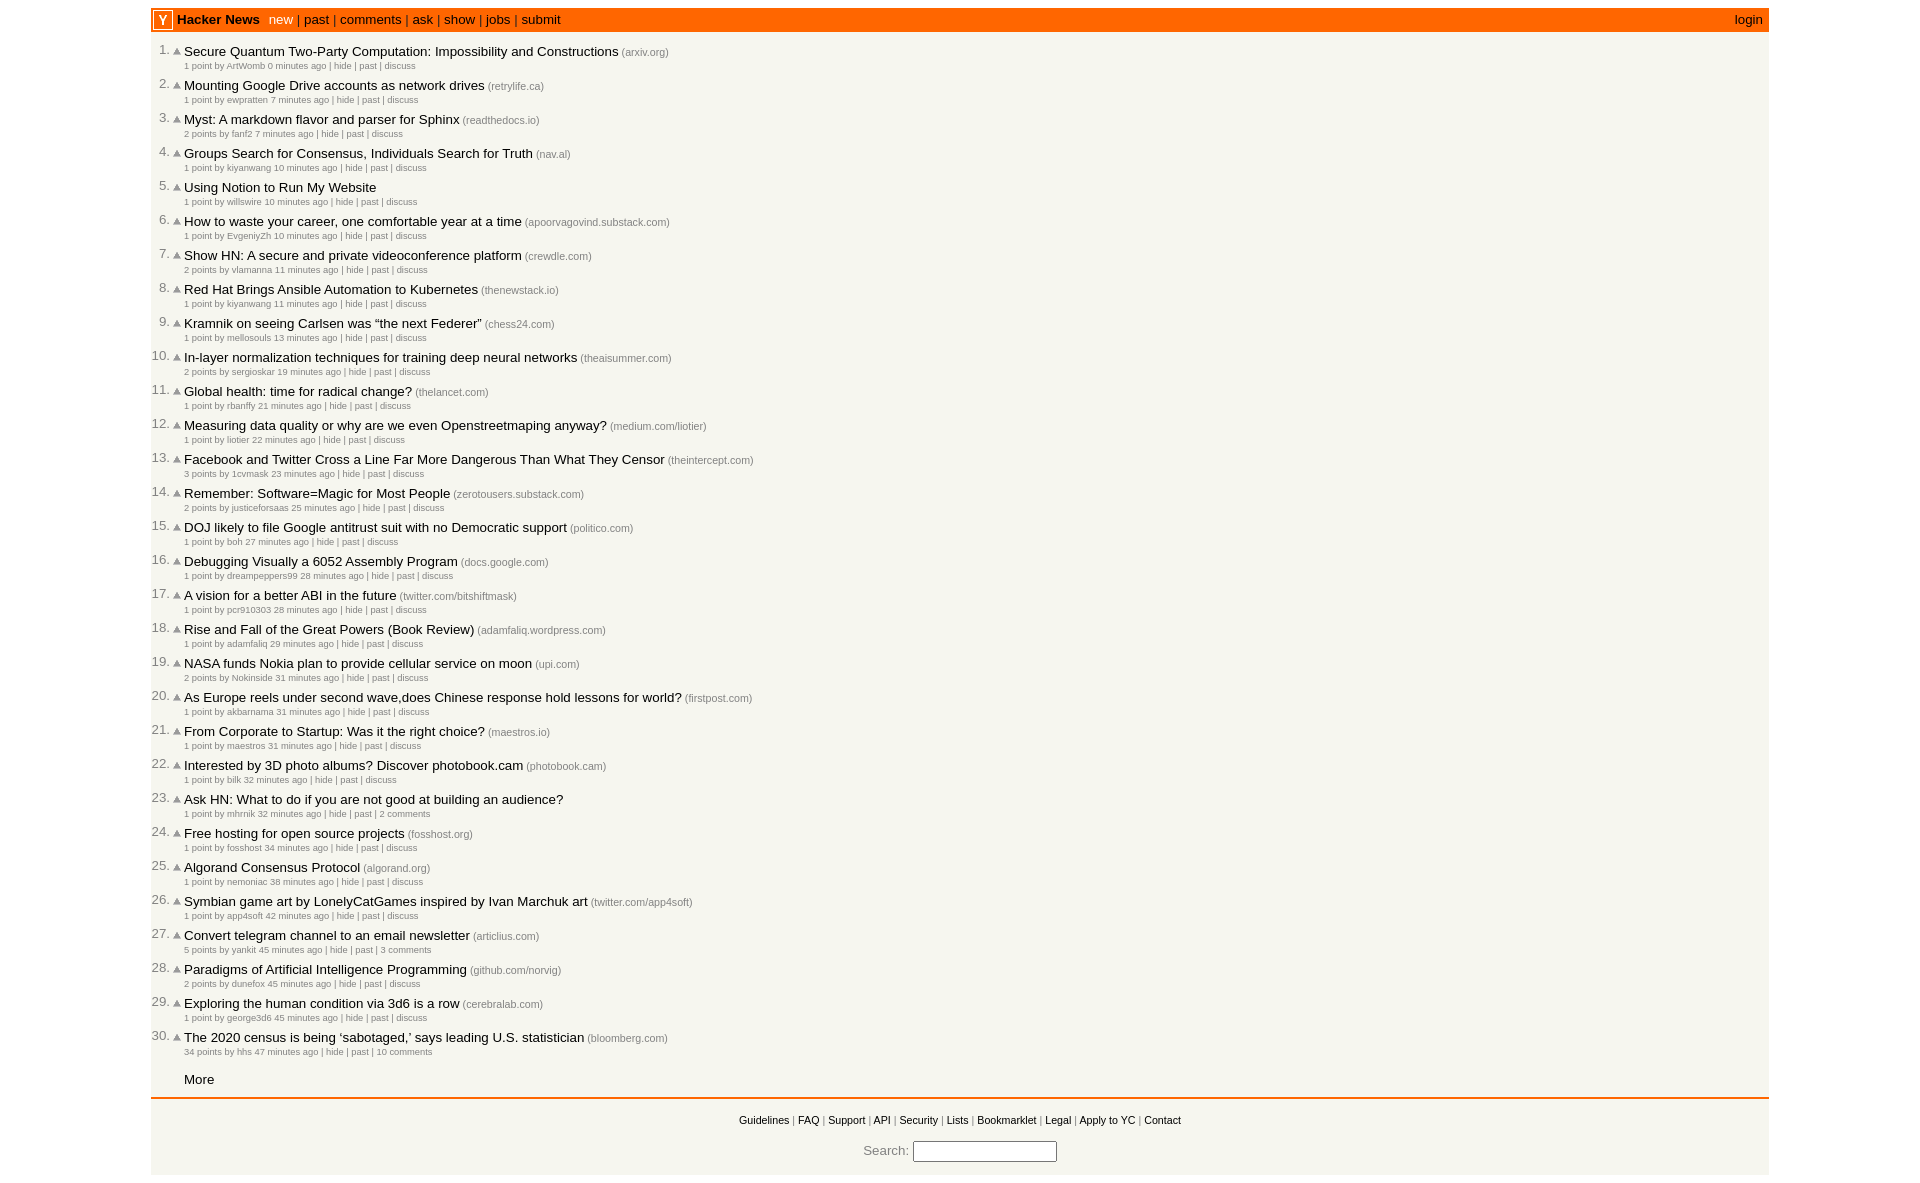 Y Hacker News new | past | comments | ask | show | jobs | submit login
1. Secure Quantum Two-Party Computation: Impossibility and Constructions (arxiv.org)
1 point by ArtWomb 0 minutes ago | hide | past | discuss
2. Mounting Google Drive accounts as network drives (retrylife.ca)
1 point by ewpratten 7 minutes ago | hide | past | discuss
3. Myst: A markdown flavor and parser for Sphinx (readthedocs.io)
2 points by fanf2 7 minutes ago | hide | past | discuss
4. Groups Search for Consensus, Individuals Search for Truth (nav.al)
1 point by kiyanwang 10 minutes ago | hide | past | discuss
5. Using Notion to Run My Website
1 point by willswire 10 minutes ago | hide | past | discuss
6. How to waste your career, one comfortable year at a time (apoorvagovind.substack.com)
1 point by EvgeniyZh 10 minutes ago | hide | past | discuss
7. Show HN: A secure and private videoconference platform (crewdle.com)
2 points by vlamanna 11 minutes ago | hide | past | discuss
8. Red Hat Brings Ansible Automation to Kubernetes (thenewstack.io)
1 point by kiyanwang 11 minutes ago | hide | past | discuss
9. Kramnik on seeing Carlsen was “the next Federer” (chess24.com)
1 point by mellosouls 13 minutes ago | hide | past | discuss
10. In-layer normalization techniques for training deep neural networks (theaisummer.com)
2 points by sergioskar 19 minutes ago | hide | past | discuss
11. Global health: time for radical change? (thelancet.com)
1 point by rbanffy 21 minutes ago | hide | past | discuss
12. Measuring data quality or why are we even Openstreetmaping anyway? (medium.com/liotier)
1 point by liotier 22 minutes ago | hide | past | discuss
13. Facebook and Twitter Cross a Line Far More Dangerous Than What They Censor (theintercept.com)
3 points by 1cvmask 23 minutes ago | hide | past | discuss
14. Remember: Software=Magic for Most People (zerotousers.substack.com)
2 points by justiceforsaas 25 minutes ago | hide | past | discuss
15. DOJ likely to file Google antitrust suit with no Democratic support (politico.com)
1 point by boh 27 minutes ago | hide | past | discuss
16. Debugging Visually a 6052 Assembly Program (docs.google.com)
1 point by dreampeppers99 28 minutes ago | hide | past | discuss
17. A vision for a better ABI in the future (twitter.com/bitshiftmask)
1 point by pcr910303 28 minutes ago | hide | past | discuss
18. Rise and Fall of the Great Powers (Book Review) (adamfaliq.wordpress.com)
1 point by adamfaliq 29 minutes ago | hide | past | discuss
19. NASA funds Nokia plan to provide cellular service on moon (upi.com)
2 points by Nokinside 31 minutes ago | hide | past | discuss
20. As Europe reels under second wave,does Chinese response hold lessons for world? (firstpost.com)
1 point by akbarnama 31 minutes ago | hide | past | discuss
21. From Corporate to Startup: Was it the right choice? (maestros.io)
1 point by maestros 31 minutes ago | hide | past | discuss
22. Interested by 3D photo albums? Discover photobook.cam (photobook.cam)
1 point by bilk 32 minutes ago | hide | past | discuss
23. Ask HN: What to do if you are not good at building an audience?
1 point by mhrnik 32 minutes ago | hide | past | 2 comments
24. Free hosting for open source projects (fosshost.org)
1 point by fosshost 34 minutes ago | hide | past | discuss
25. Algorand Consensus Protocol (algorand.org)
1 point by nemoniac 38 minutes ago | hide | past | discuss
26. Symbian game art by LonelyCatGames inspired by Ivan Marchuk art (twitter.com/app4soft)
1 point by app4soft 42 minutes ago | hide | past | discuss
27. Convert telegram channel to an email newsletter (articlius.com)
5 points by yankit 45 minutes ago | hide | past | 3 comments
28. Paradigms of Artificial Intelligence Programming (github.com/norvig)
2 points by dunefox 45 minutes ago | hide | past | discuss
29. Exploring the human condition via 3d6 is a row (cerebralab.com)
1 point by george3d6 45 minutes ago | hide | past | discuss
30. The 2020 census is being ‘sabotaged,’ says leading U.S. statistician (bloomberg.com)
34 points by hhs 47 minutes ago | hide | past | 10 comments
More
Guidelines | FAQ | Support | API | Security | Lists | Bookmarklet | Legal | Apply to YC | Contact
Search: